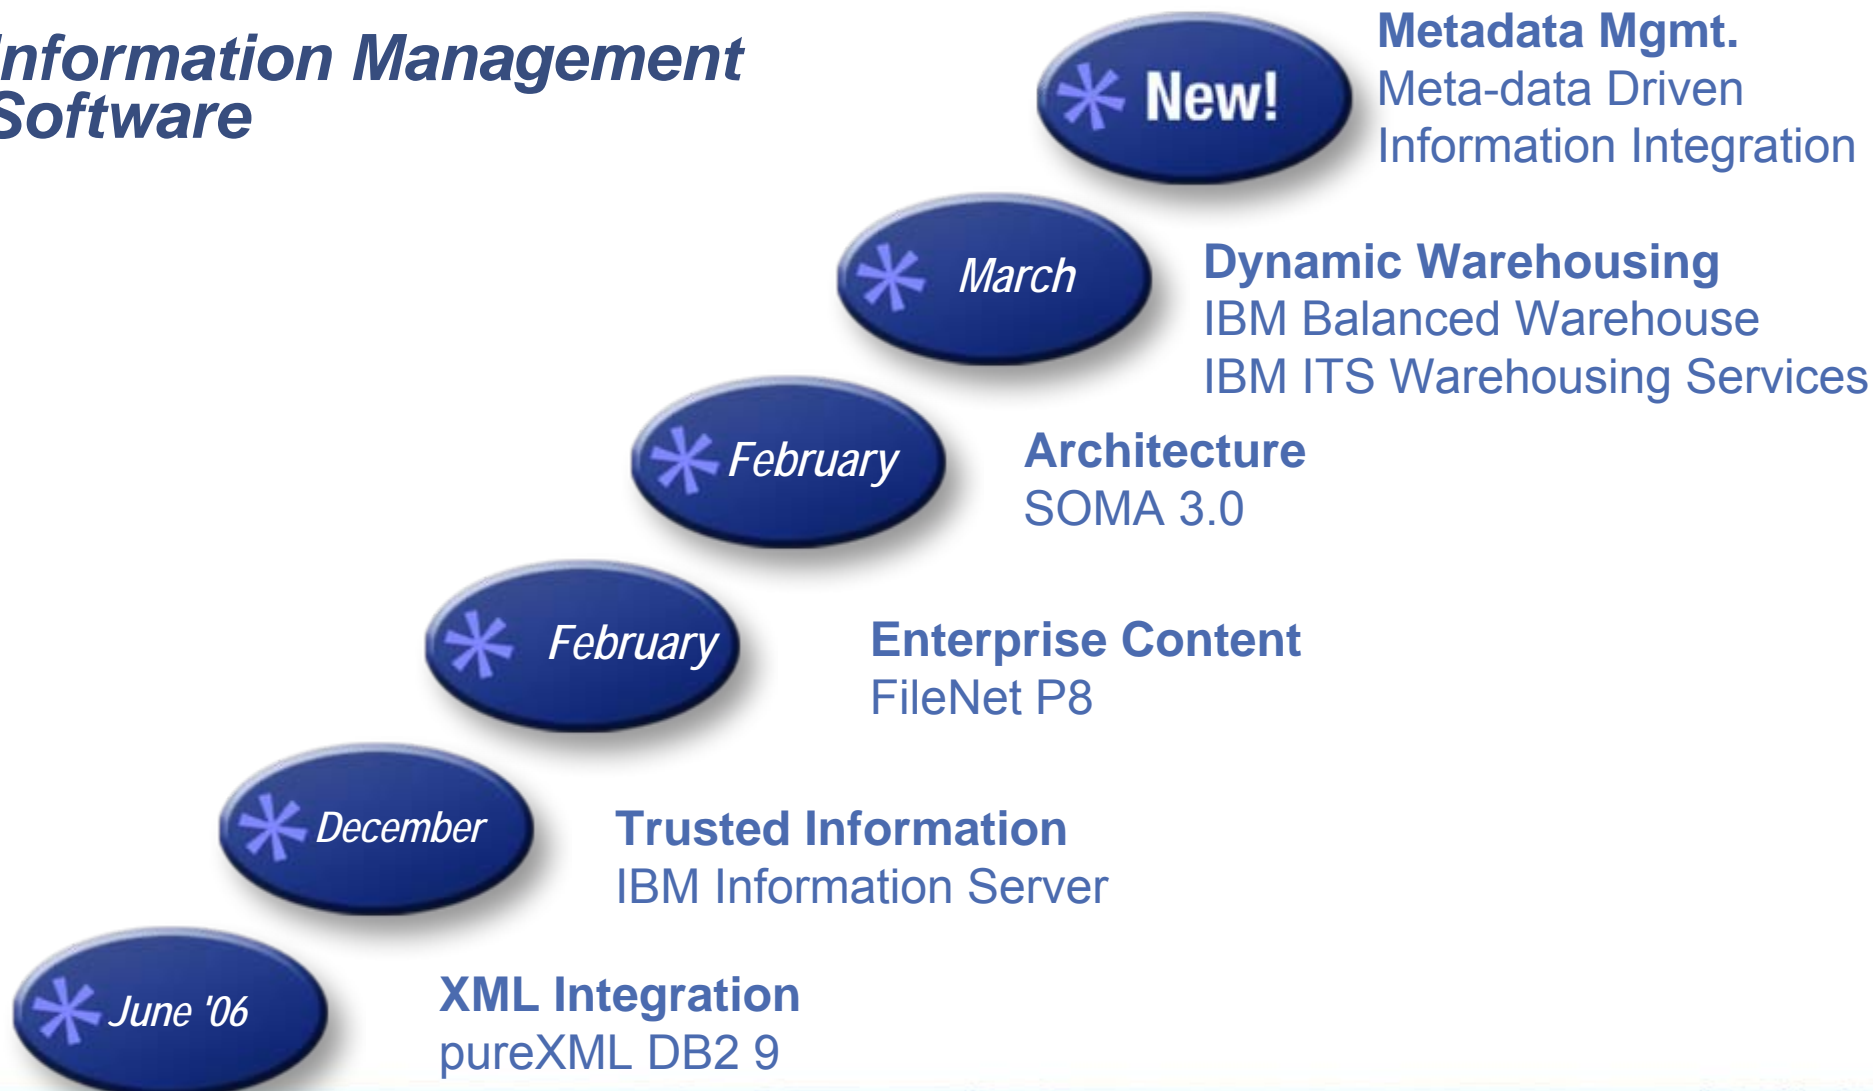 nformation Management
Software
New!
Metadata Mgmt.
Meta-data Driven
Information Integration
March
Dynamic Warehousing
IBM Balanced Warehouse
IBM ITS Warehousing Services
February
Architecture
SOMA 3.0
February
Enterprise Content
FileNet P8
December
Trusted Information
IBM Information Server
June '06
XML Integration
pureXML DB2 9